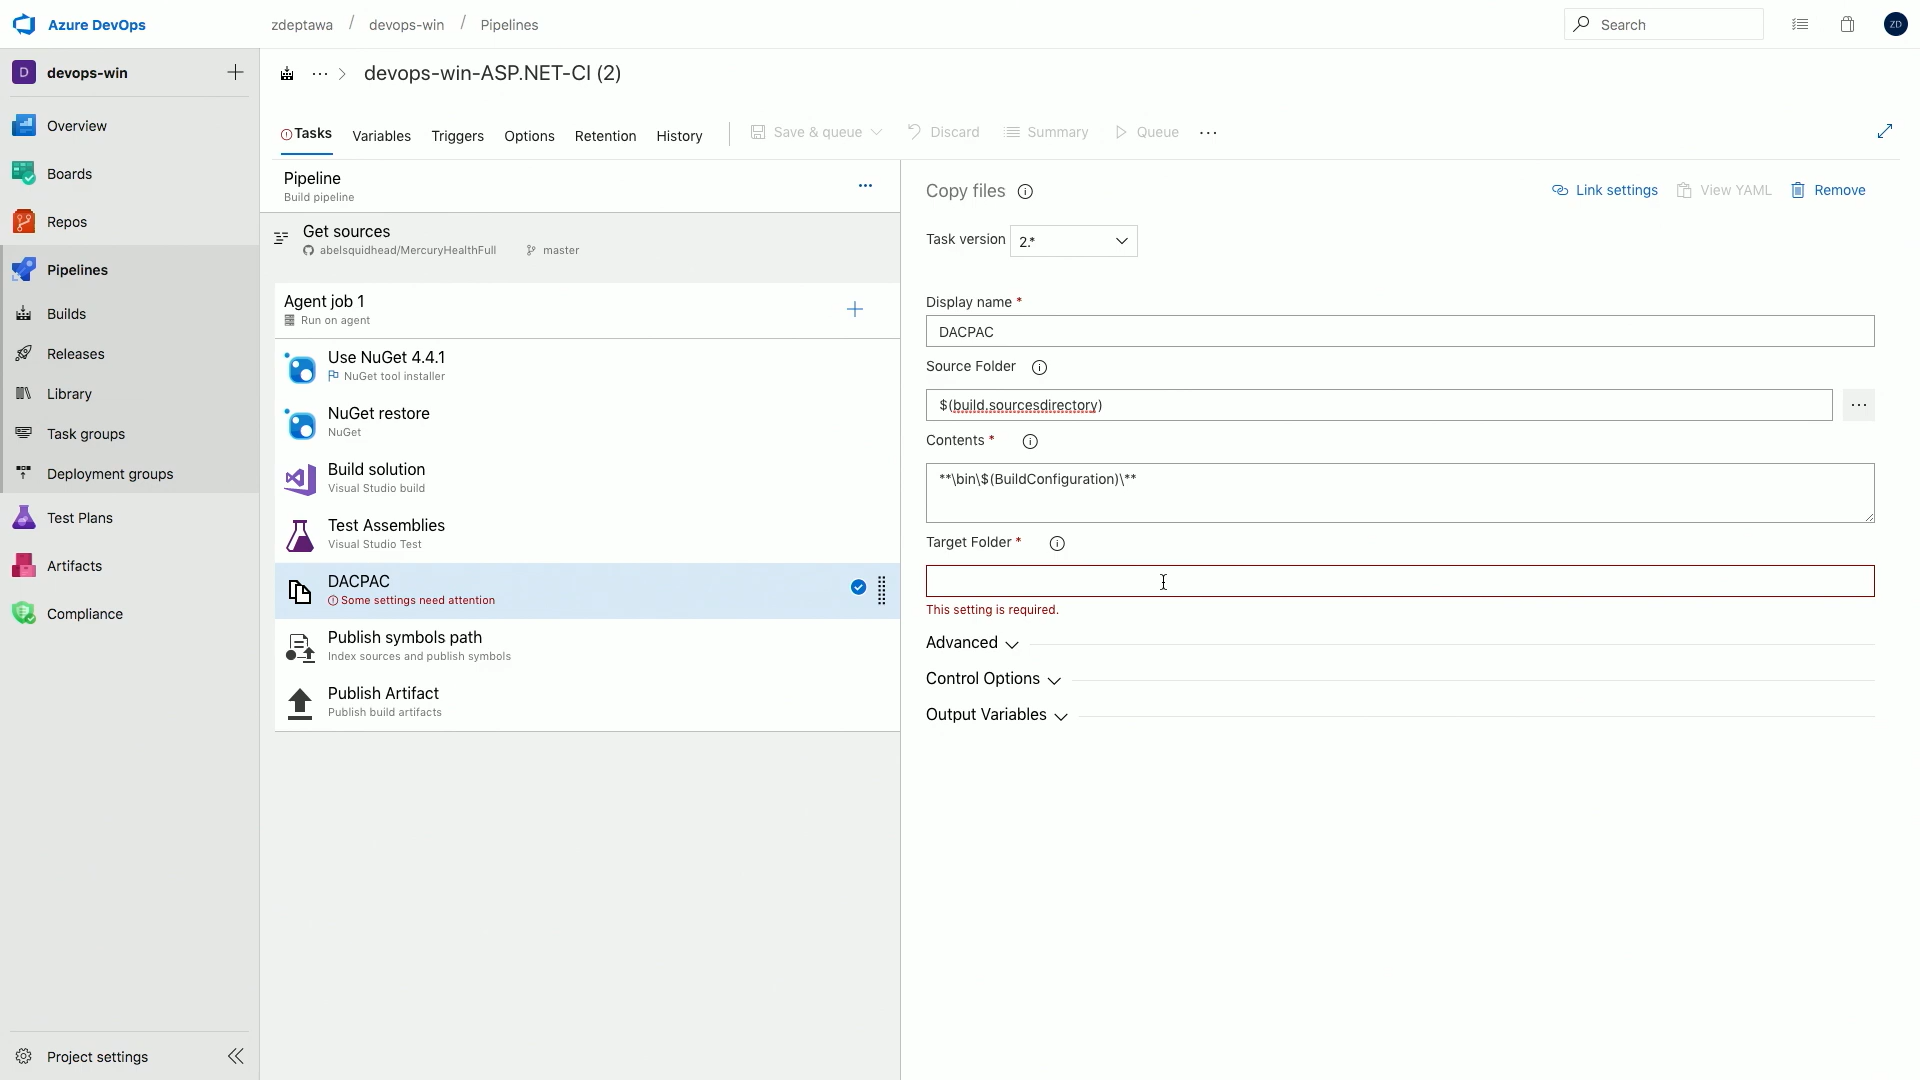 Azure DevOps
zdeptawa / devops-win / Pipelines
Search
ZD
D devops-win
Overview
Boards
Repos
Pipelines
Builds
Releases
Library
Task groups
Deployment groups
Test Plans
Artifacts
Compliance
Project settings
... > devops-win-ASP.NET-CI (2)
Tasks Variables Triggers Options Retention History Save & queue Discard Summary Queue ...
Pipeline
Build pipeline
Get sources
abelsquidhead/MercuryHealthFull master
Agent job 1
Run on agent
Use NuGet 4.4.1
NuGet tool installer
NuGet restore
NuGet
Build solution
Visual Studio build
Test Assemblies
Visual Studio Test
DACPAC
Some settings need attention
Publish symbols path
Index sources and publish symbols
Publish Artifact
Publish build artifacts
Copy files
Link settings View YAML Remove
Task version 2.*
Display name *
DACPAC
Source Folder
$(build.sourcesdirectory)
Contents *
**\bin\$(BuildConfiguration)\**
Target Folder *
This setting is required.
Advanced
Control Options
Output Variables